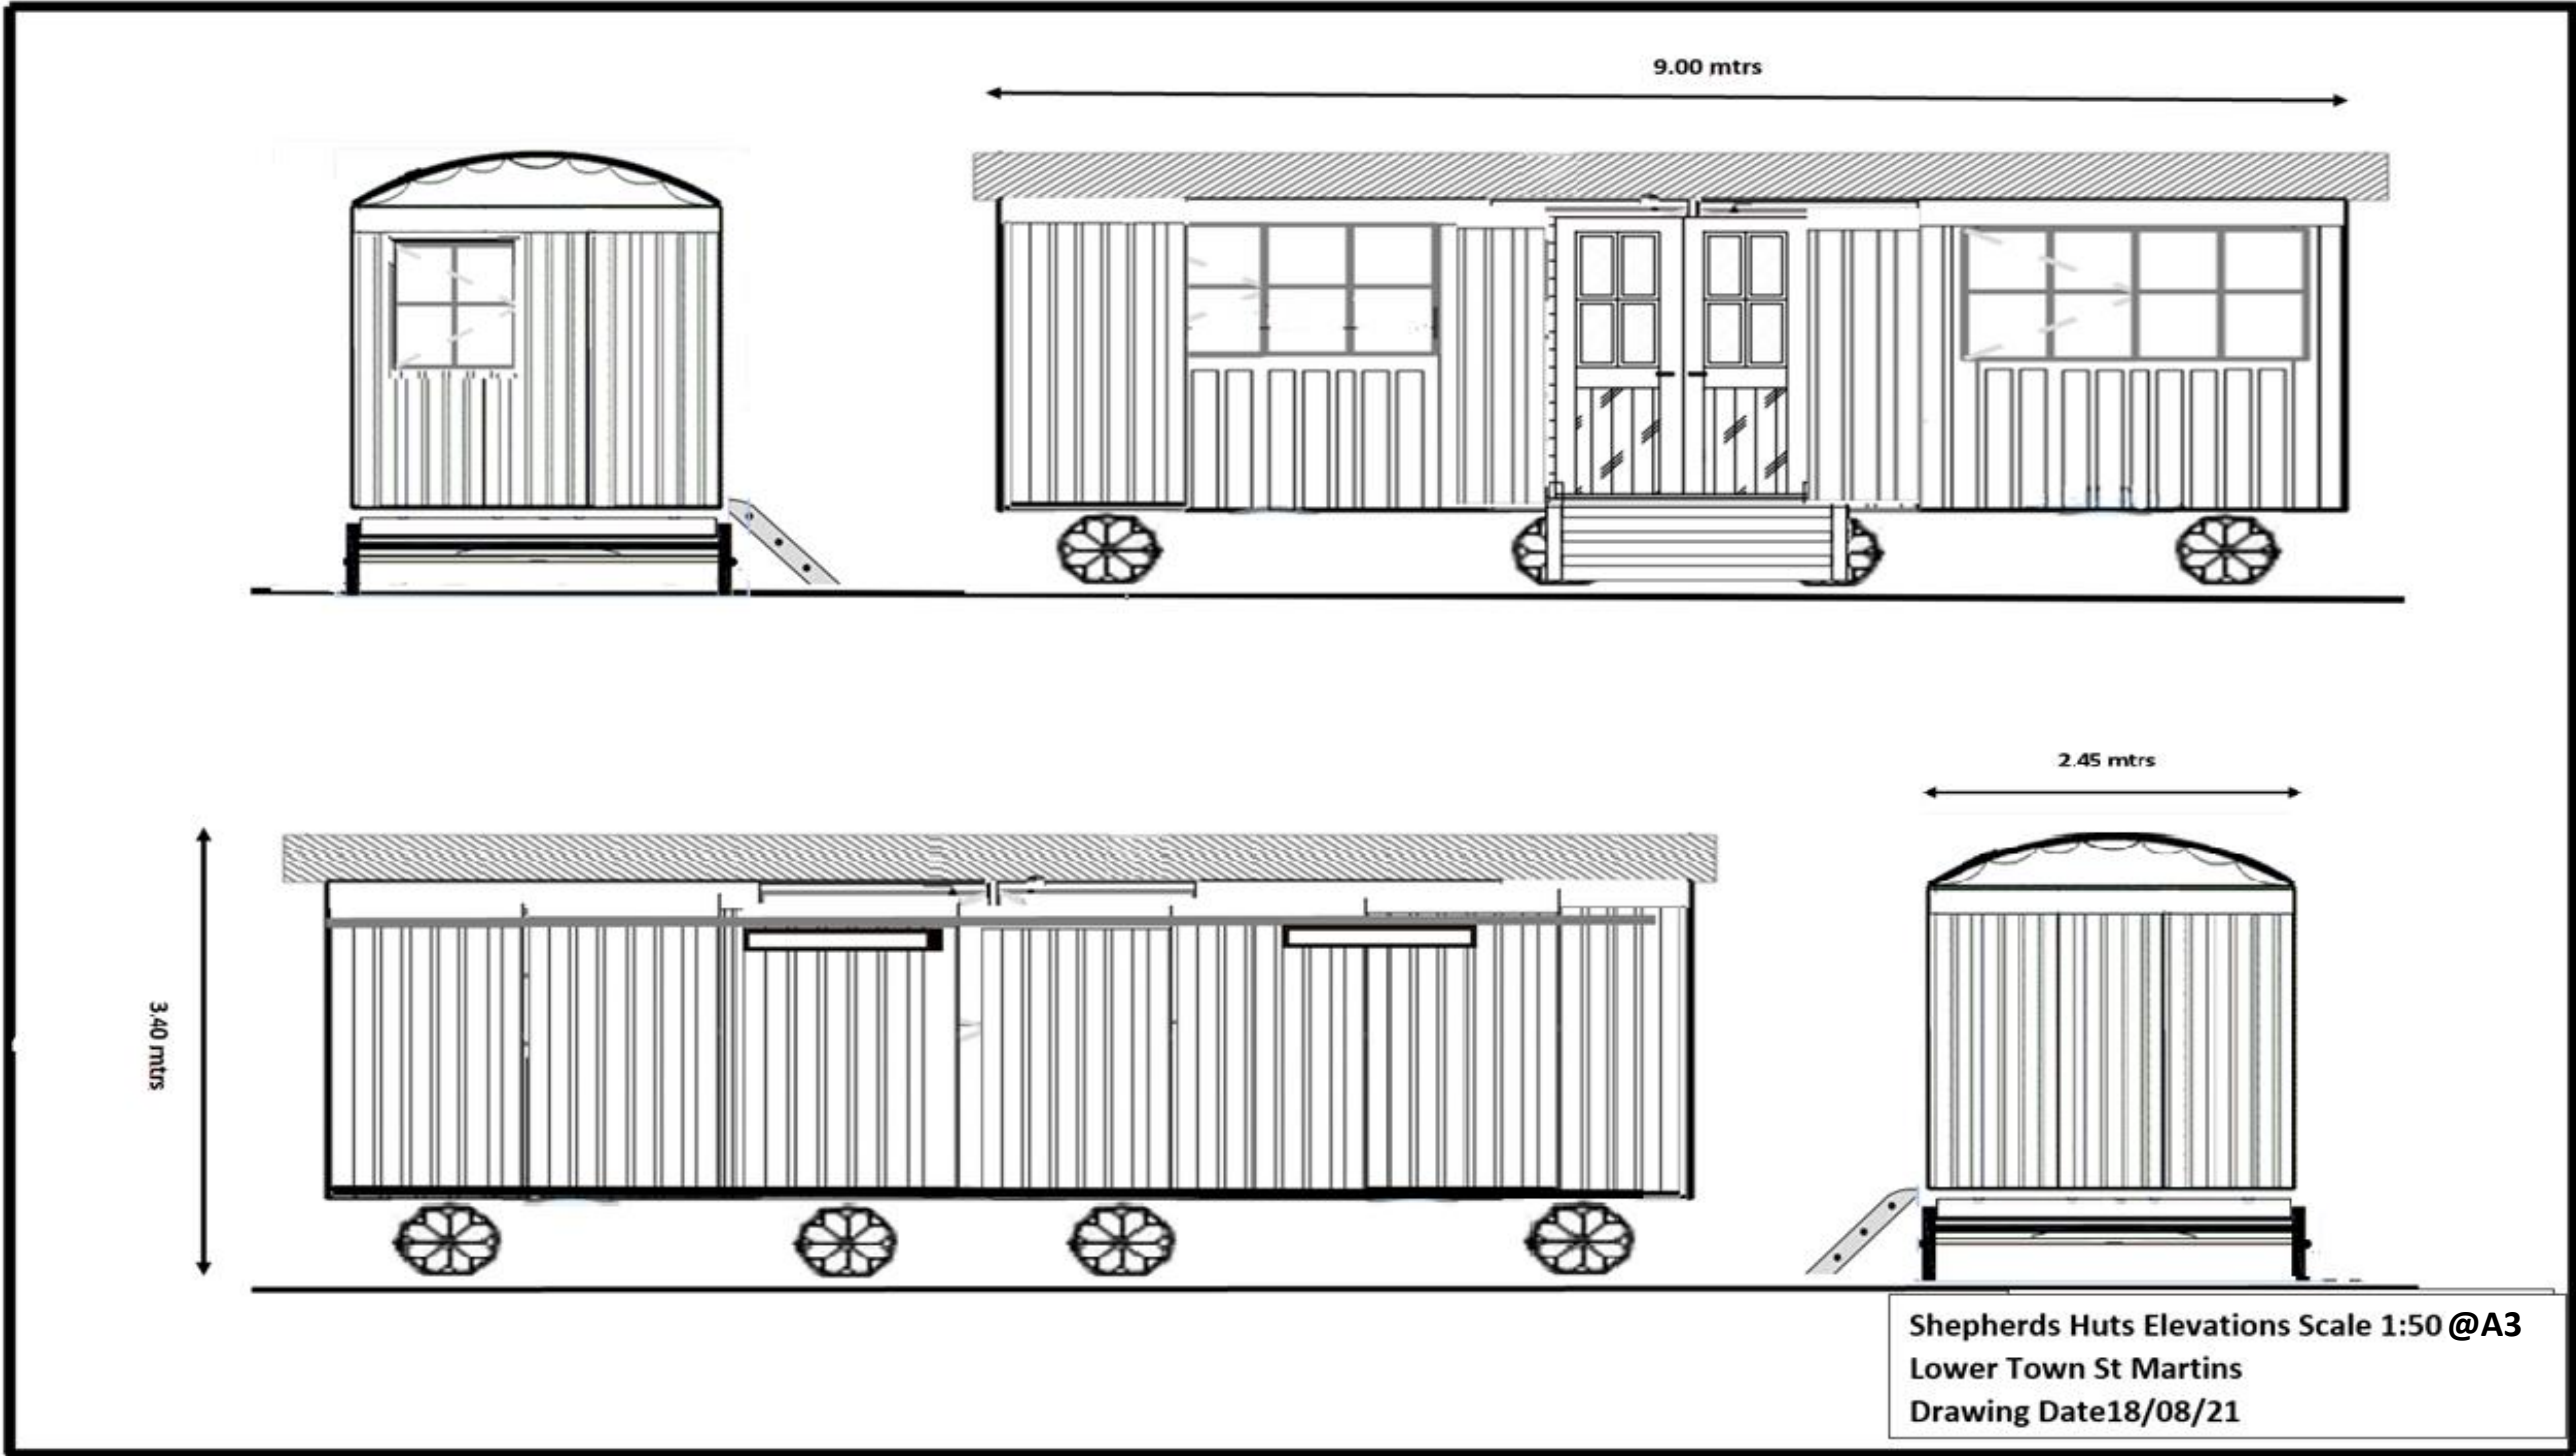 9.00 mtrs
2.45 mtrs
3.40 mtrs
Shepherds Huts Elevations Scale 1:50 @A3
Lower Town St Martins
Drawing Date18/08/21